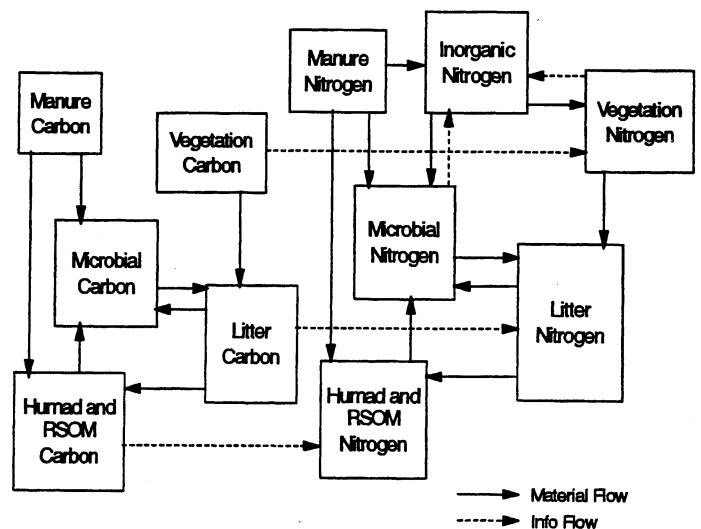 Manure
Carbon
Vegetation
Carbon
Microbial
Carbon
Litter
Carbon
Humad and
RSOM
Carbon
Manure
Nitrogen
Inorganic
Nitrogen
Vegetation
Nitrogen
Microbial
Nitrogen
Litter
Nitrogen
Humad and
RSOM
Nitrogen
Material Flow
Info Flow